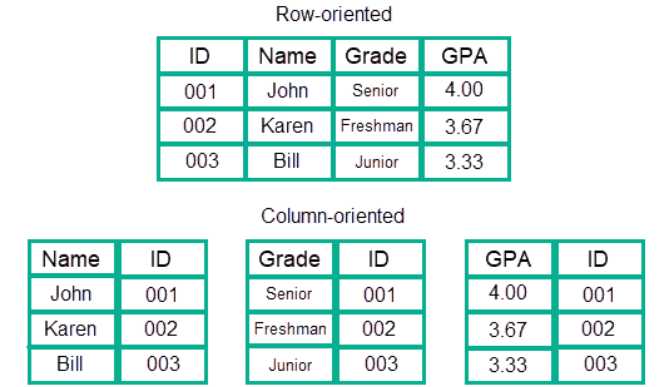 Row-oriented
ID Name Grade GPA
001 John Senior 4.00
002 Karen Freshman 3.67
003 Bill Junior 3.33
Column-oriented
Name ID Grade ID GPA ID
John 001 Senior 001 4.00 001
Karen 002 Freshman 002 3.67 002
Bill 003 Junior 003 3.33 003